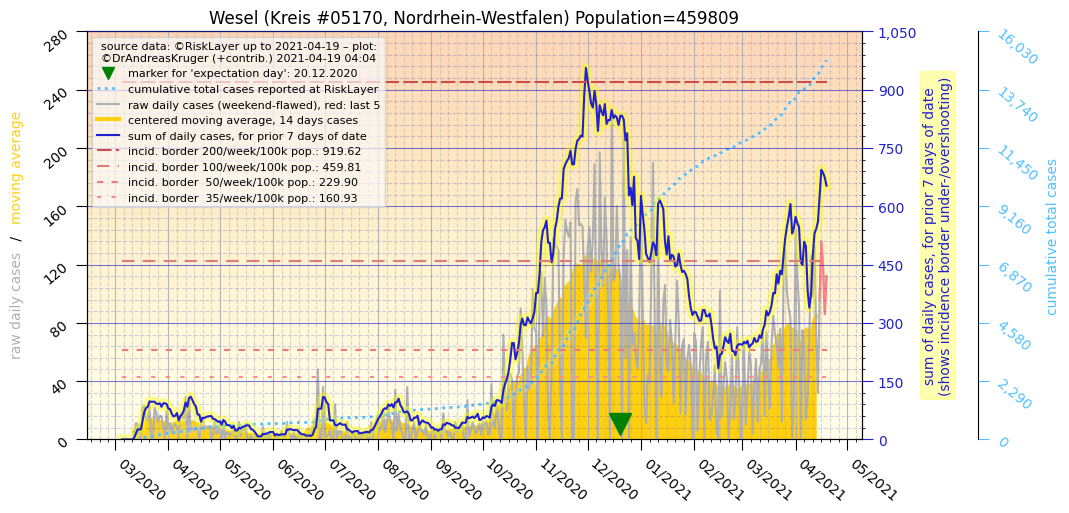 Wesel (Kreis #05170, Nordrhein-Westfalen) Population=459809
source data: ©RiskLayer up to 2021-04-19 – plot:
©DrAndreasKruger (+contrib.) 2021-04-19 04:04
marker for 'expectation day': 20.12.2020
cumulative total cases reported at RiskLayer
raw daily cases (weekend-flawed), red: last 5
centered moving average, 14 days cases
sum of daily cases, for prior 7 days of date
incid. border 200/week/100k pop.: 919.62
incid. border 100/week/100k pop.: 459.81
incid. border  50/week/100k pop.: 229.90
incid. border  35/week/100k pop.: 160.93
raw daily cases  /  moving average
280
240
200
160
120
80
40
0
1,050
900
750
600
450
300
150
0
sum of daily cases, for prior 7 days of date
(shows incidence border under-/overshooting)
16,030
13,740
11,450
9,160
6,870
4,580
2,290
0
cumulative total cases
03/2020
04/2020
05/2020
06/2020
07/2020
08/2020
09/2020
10/2020
11/2020
12/2020
01/2021
02/2021
03/2021
04/2021
05/2021